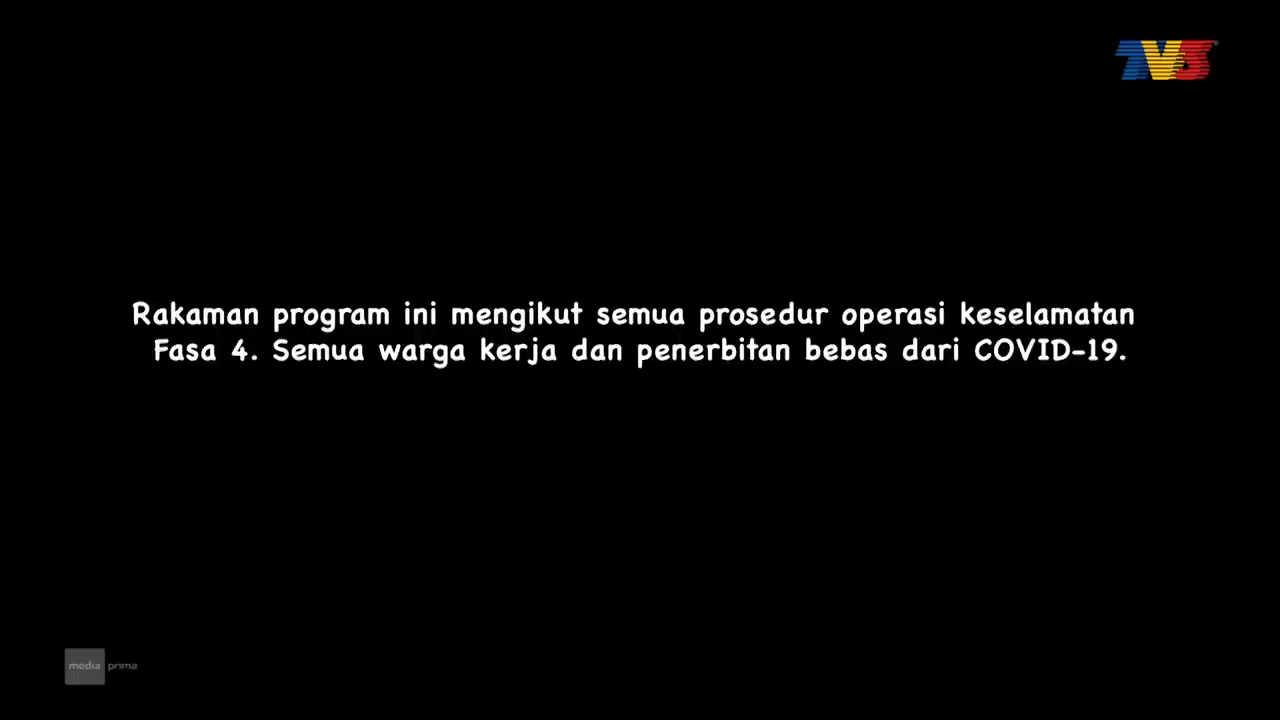 TV3
Rakaman program ini mengikut semua prosedur operasi keselamatan
Fasa 4. Semua warga kerja dan penerbitan bebas dari COVID-19.
media prima